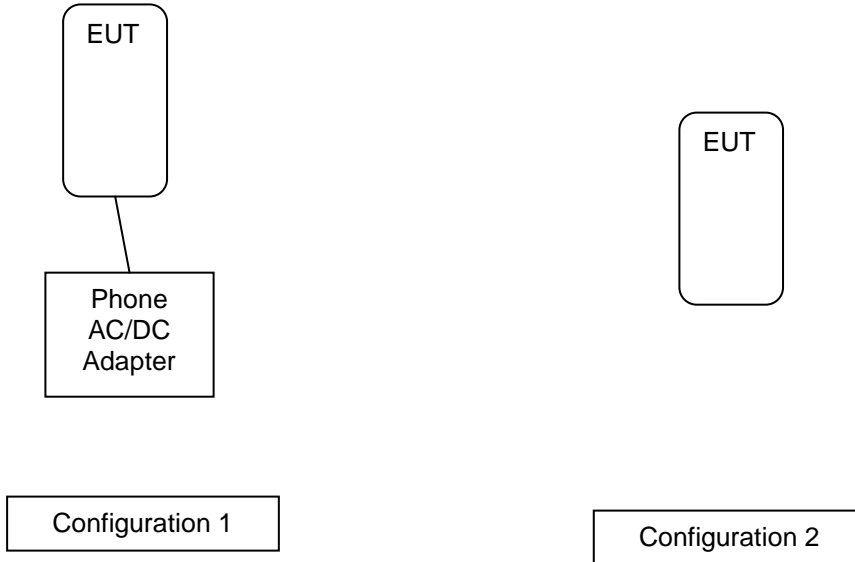 EUT
Phone
AC/DC
Adapter
Configuration 1
EUT
Configuration 2